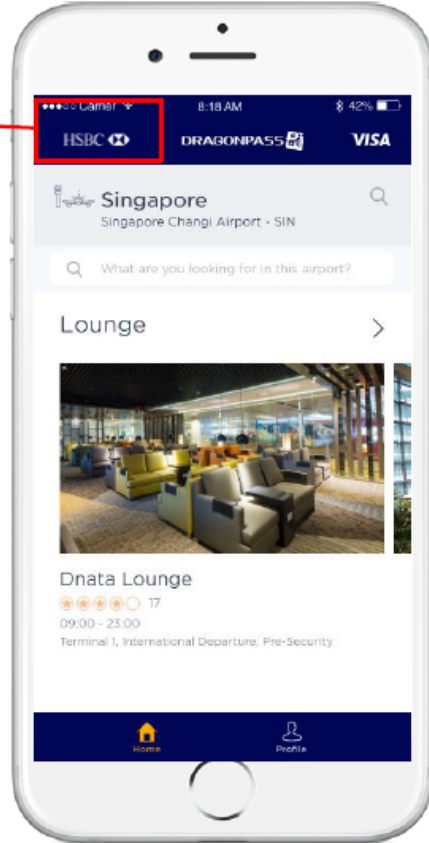 Carrier 8:18 AM 42%
HSBC DRAGONPASS VISA
Singapore
Singapore Changi Airport - SIN
What are you looking for in this airport?
Lounge
Dnata Lounge
17
09:00 - 23:00
Terminal 1, International Departure, Pre-Security
Home Profile